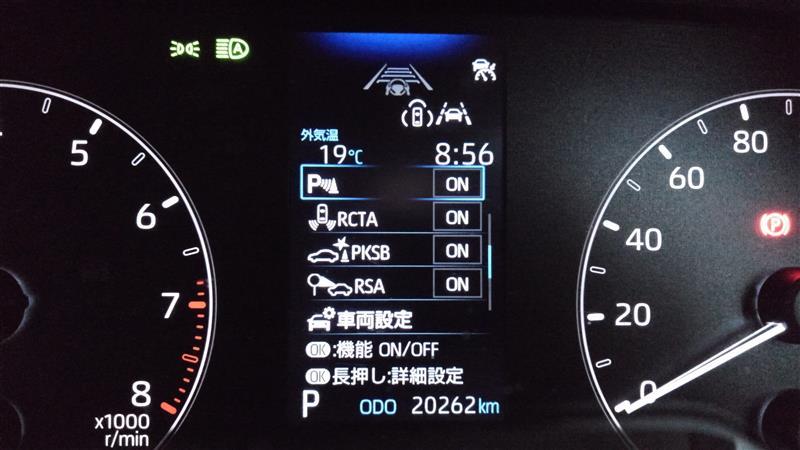 A
外気温
19℃ 8:56
P ON
RCTA ON
PKSB ON
RSA ON
車両設定
OK:機能 ON/OFF
OK 長押し:詳細設定
P ODO 20262km
5
6
7
8
x1000
r/min
80
60
40
20
0
P